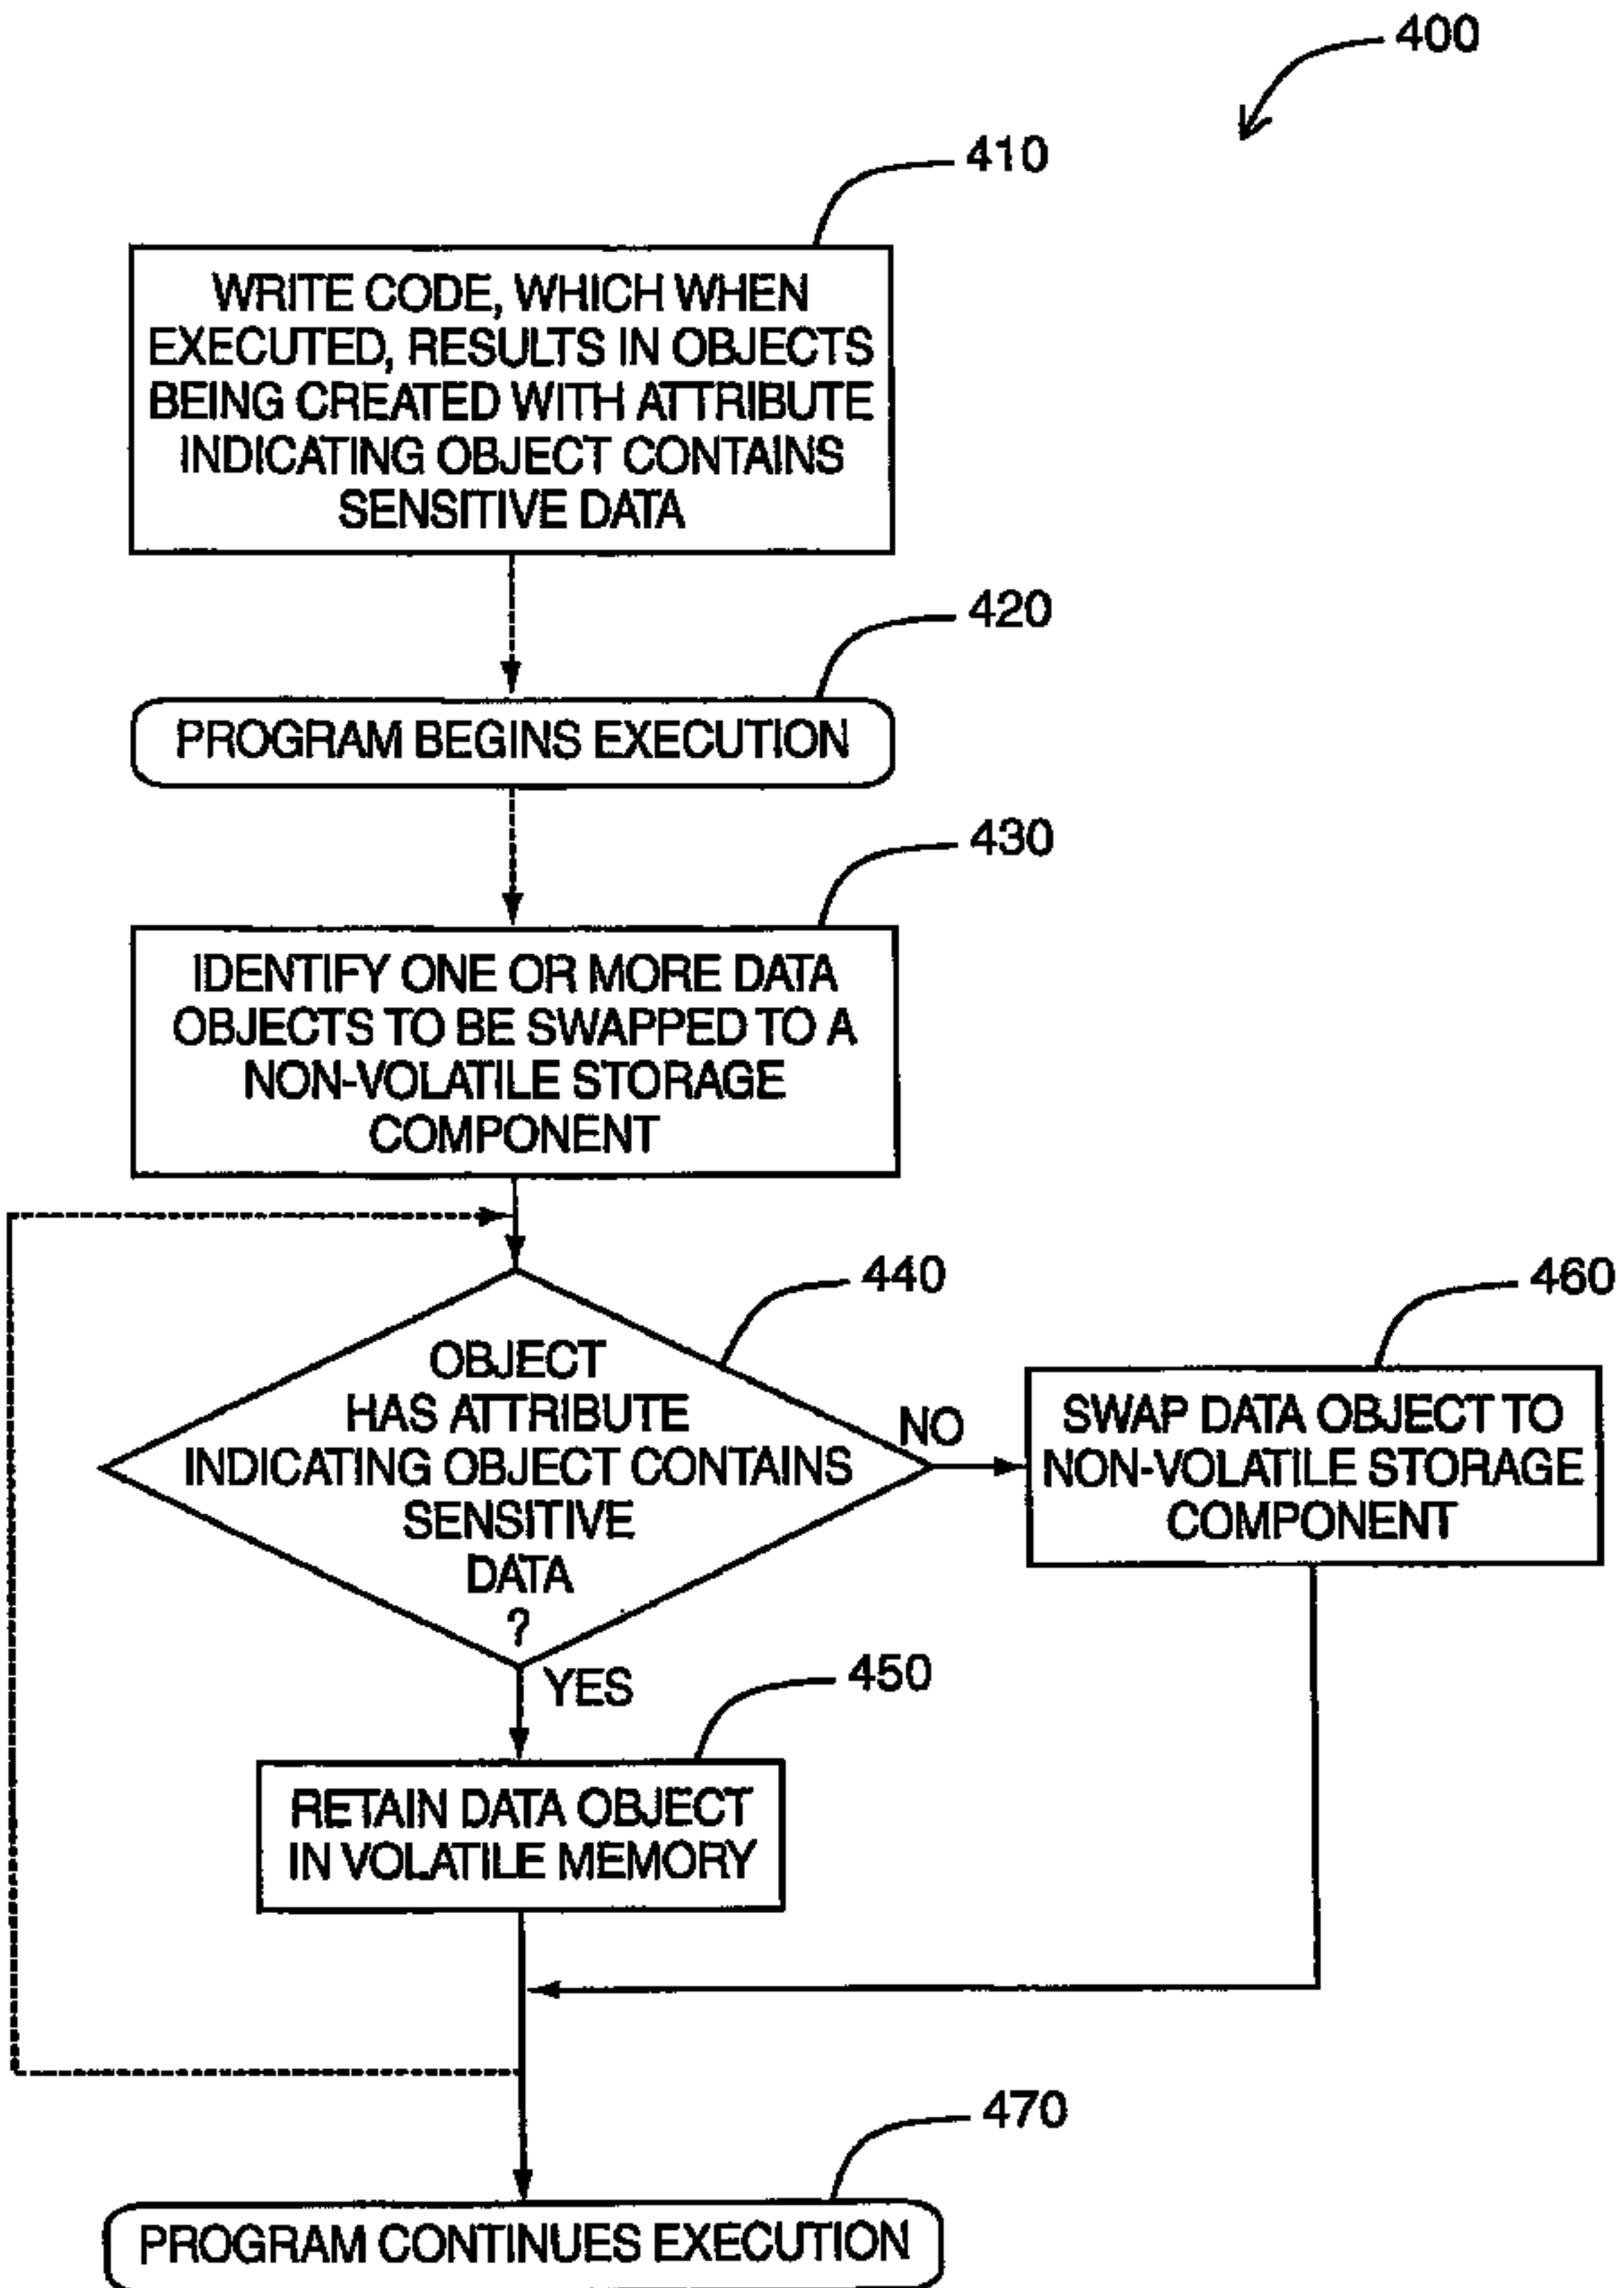 400
410
WRITE CODE, WHICH WHEN
EXECUTED, RESULTS IN OBJECTS
BEING CREATED WITH ATTRIBUTE
INDICATING OBJECT CONTAINS
SENSITIVE DATA
420
PROGRAM BEGINS EXECUTION
430
IDENTIFY ONE OR MORE DATA
OBJECTS TO BE SWAPPED TO A
NON-VOLATILE STORAGE
COMPONENT
440
OBJECT
HAS ATTRIBUTE
INDICATING OBJECT CONTAINS
SENSITIVE
DATA
?
NO
460
SWAP DATA OBJECT TO
NON-VOLATILE STORAGE
COMPONENT
YES
450
RETAIN DATA OBJECT
IN VOLATILE MEMORY
470
PROGRAM CONTINUES EXECUTION